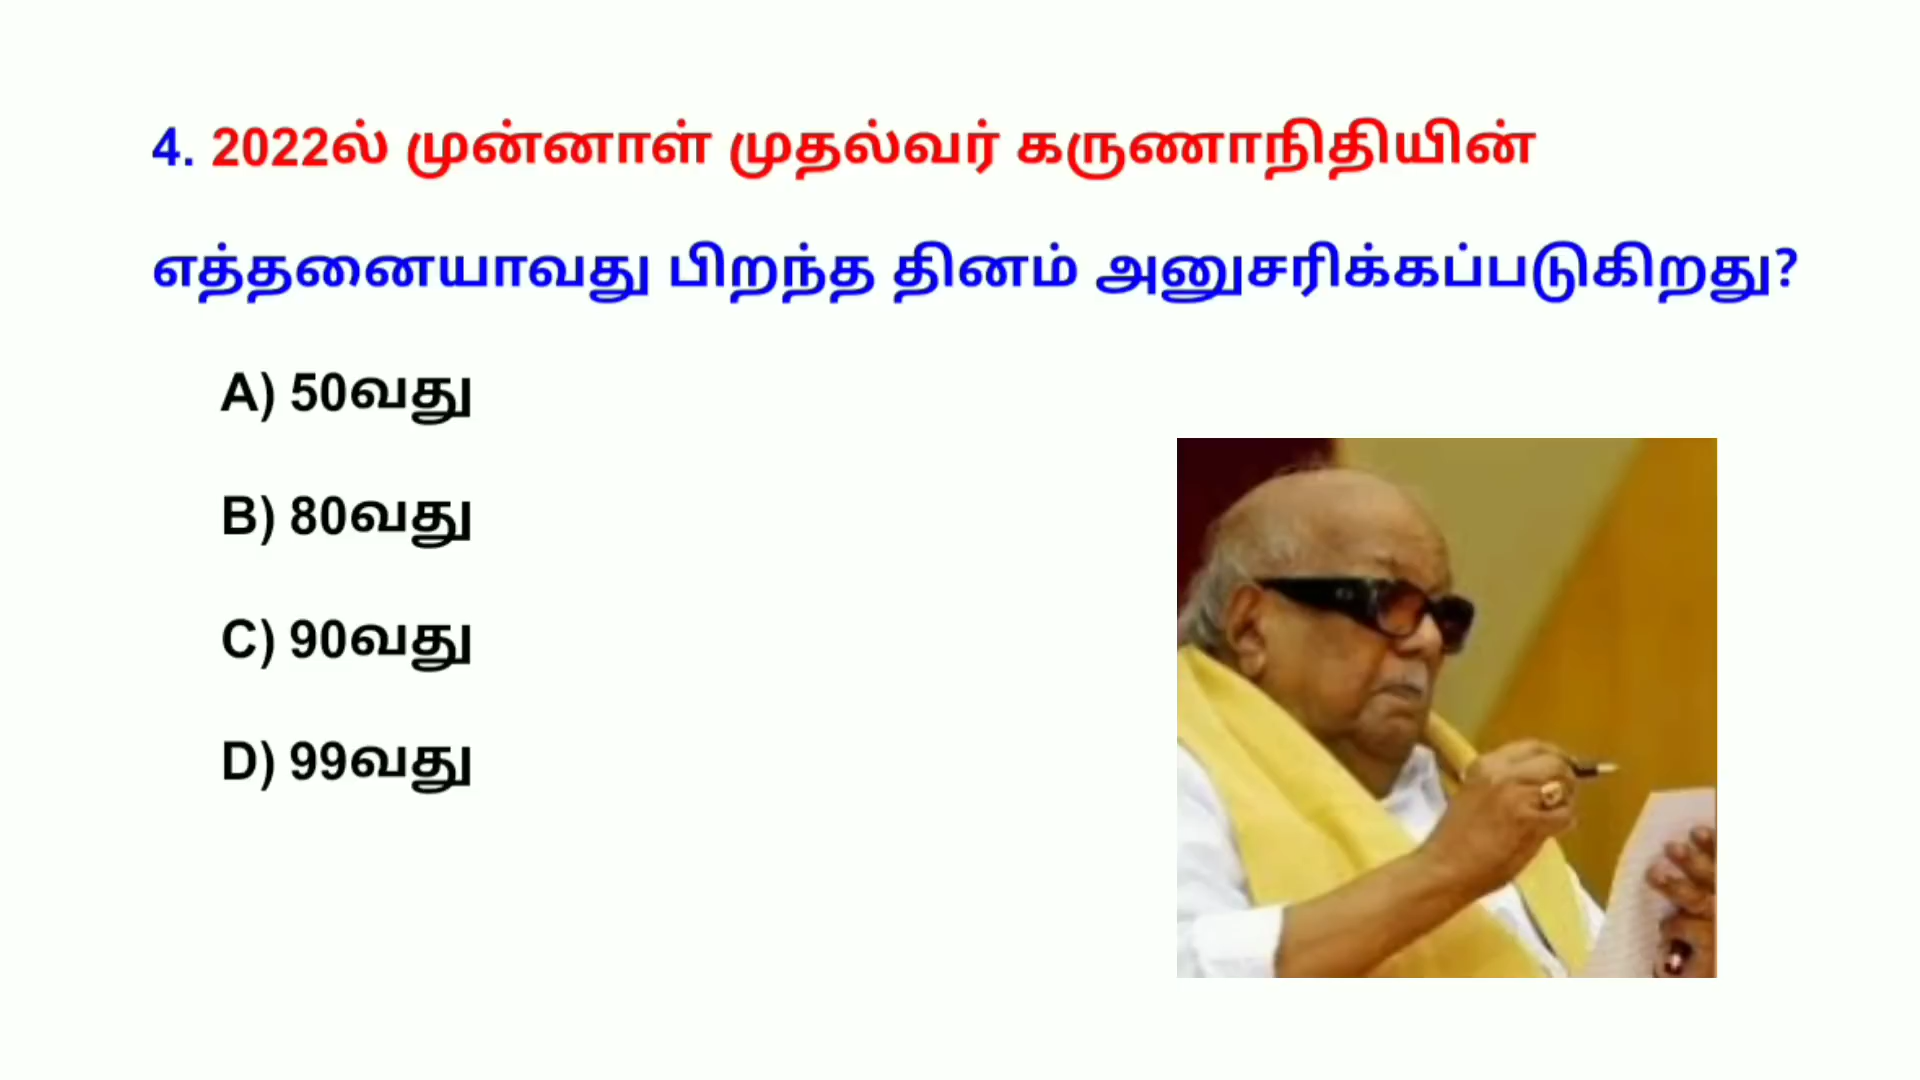 4. 2022ல் முன்னாள் முதல்வர் கருணாநிதியின்
எத்தனையாவது பிறந்த தினம் அனுசரிக்கப்படுகிறது?
A) 50வது
B) 80வது
C) 90வது
D) 99வது